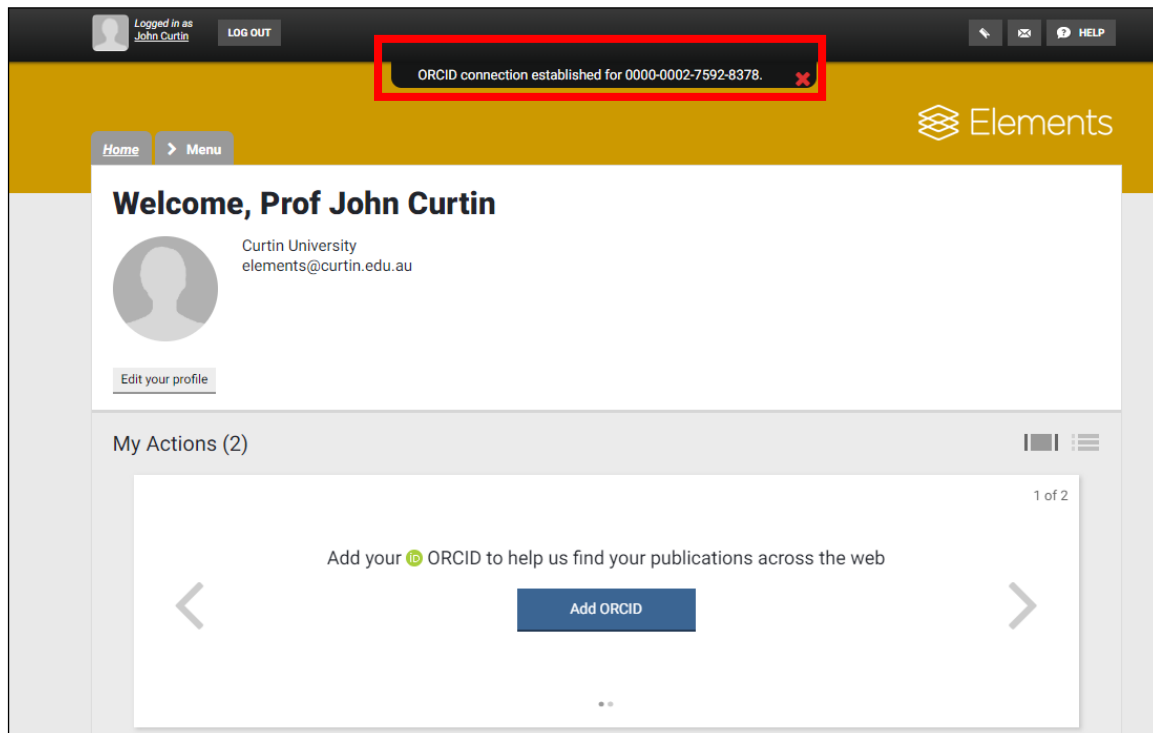 Logged in as
John Curtin
LOG OUT
HELP
ORCID connection established for 0000-0002-7592-8378.
Elements
Home
Menu
Welcome, Prof John Curtin
Curtin University
elements@curtin.edu.au
Edit your profile
My Actions (2)
1 of 2
Add your iD ORCID to help us find your publications across the web
Add ORCID